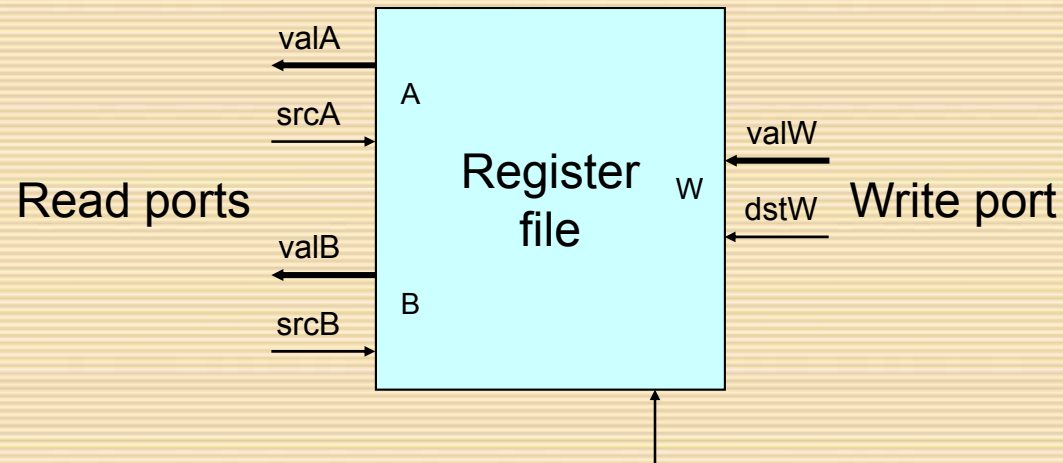 valA
A
srcA
Read ports
valB
B
srcB
Register
file
valW
W
dstW
Write port